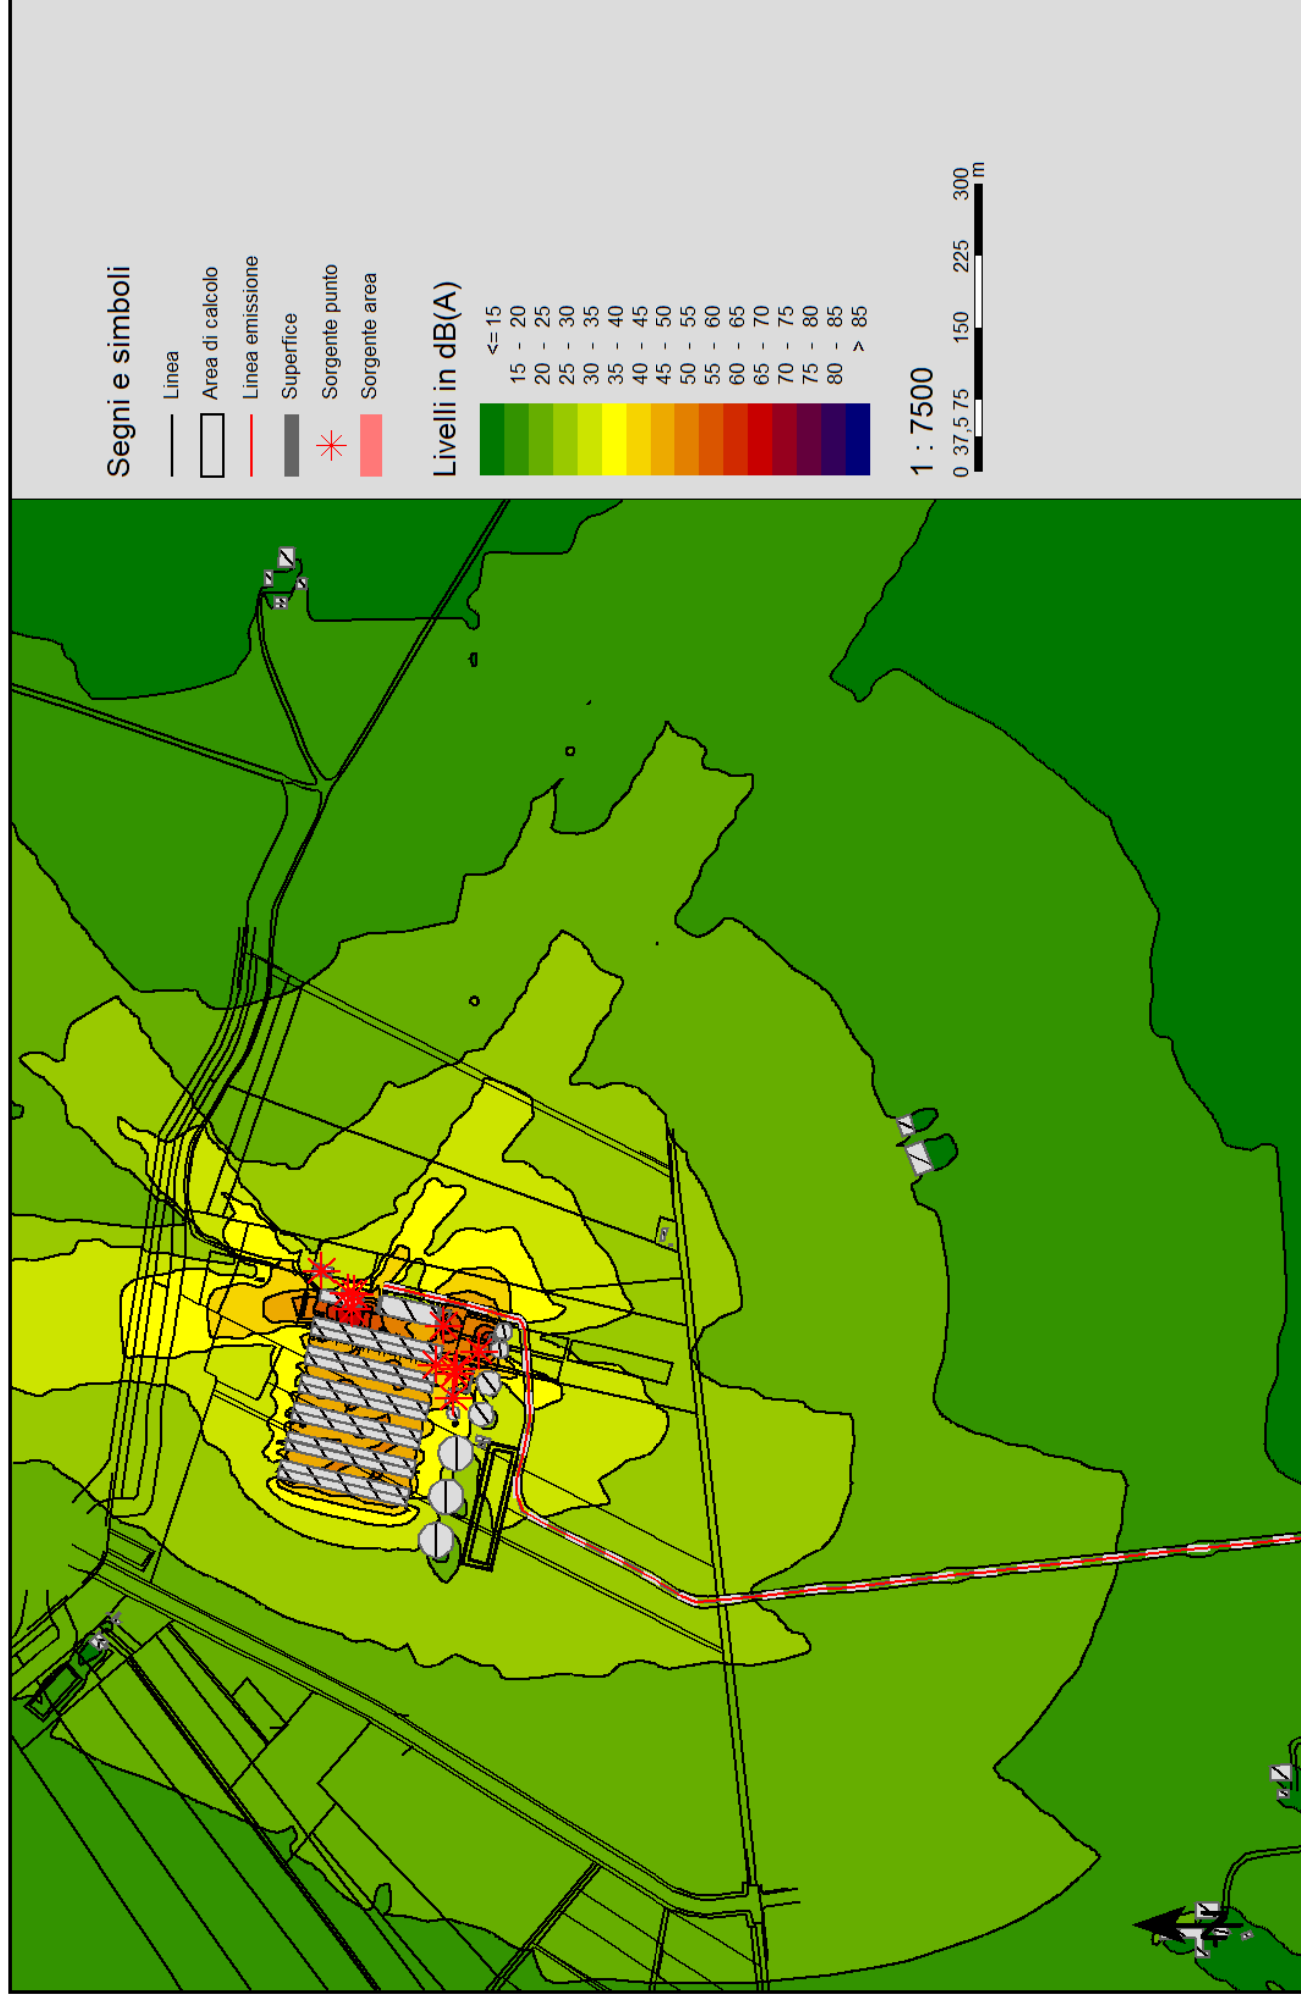 Segni e simboli
Linea
Area di calcolo
Linea emissione
Superfice
Sorgente punto
Sorgente area
Livelli in dB(A)
<= 15
15 - 20
20 - 25
25 - 30
30 - 35
35 - 40
40 - 45
45 - 50
50 - 55
55 - 60
60 - 65
65 - 70
70 - 75
75 - 80
80 - 85
> 85
1 : 7500
0 37,5 75 150 225 300
m
N